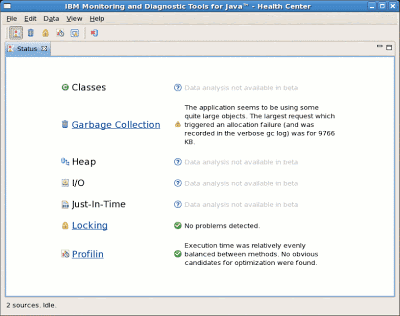 IBM Monitoring and Diagnostic Tools for Java™ - Health Center
File Edit Data View Help
Status
Classes
Data analysis not available in beta
Garbage Collection
The application seems to be using some
quite large objects. The largest request which
triggered an allocation failure (and was
recorded in the verbose gc log) was for 9766
KB.
Heap
Data analysis not available in beta
I/O
Data analysis not available in beta
Just-In-Time
Data analysis not available in beta
Locking
No problems detected.
Profilin
Execution time was relatively evenly
balanced between methods. No obvious
candidates for optimization were found.
2 sources. Idle.